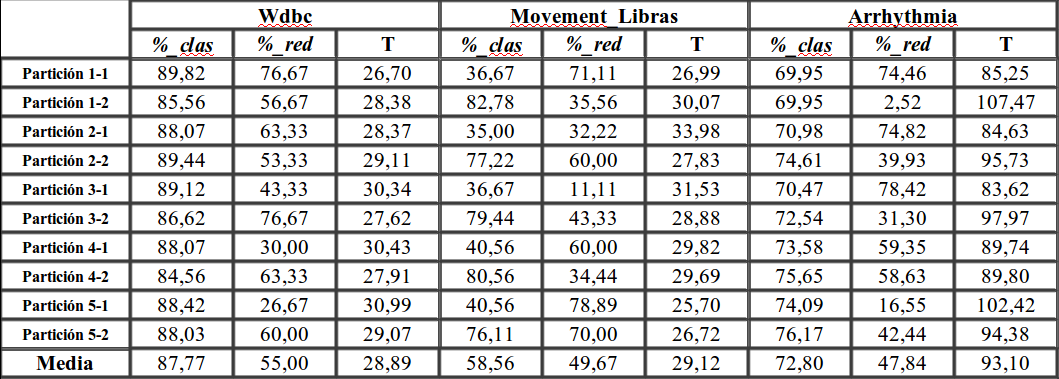 Wdbc Movement_Libras Arrhythmia
%_clas %_red T %_clas %_red T %_clas %_red T
Partición 1-1 89,82 76,67 26,70 36,67 71,11 26,99 69,95 74,46 85,25
Partición 1-2 85,56 56,67 28,38 82,78 35,56 30,07 69,95 2,52 107,47
Partición 2-1 88,07 63,33 28,37 35,00 32,22 33,98 70,98 74,82 84,63
Partición 2-2 89,44 53,33 29,11 77,22 60,00 27,83 74,61 39,93 95,73
Partición 3-1 89,12 43,33 30,34 36,67 11,11 31,53 70,47 78,42 83,62
Partición 3-2 86,62 76,67 27,62 79,44 43,33 28,88 72,54 31,30 97,97
Partición 4-1 88,07 30,00 30,43 40,56 60,00 29,82 73,58 59,35 89,74
Partición 4-2 84,56 63,33 27,91 80,56 34,44 29,69 75,65 58,63 89,80
Partición 5-1 88,42 26,67 30,99 40,56 78,89 25,70 74,09 16,55 102,42
Partición 5-2 88,03 60,00 29,07 76,11 70,00 26,72 76,17 42,44 94,38
Media 87,77 55,00 28,89 58,56 49,67 29,12 72,80 47,84 93,10